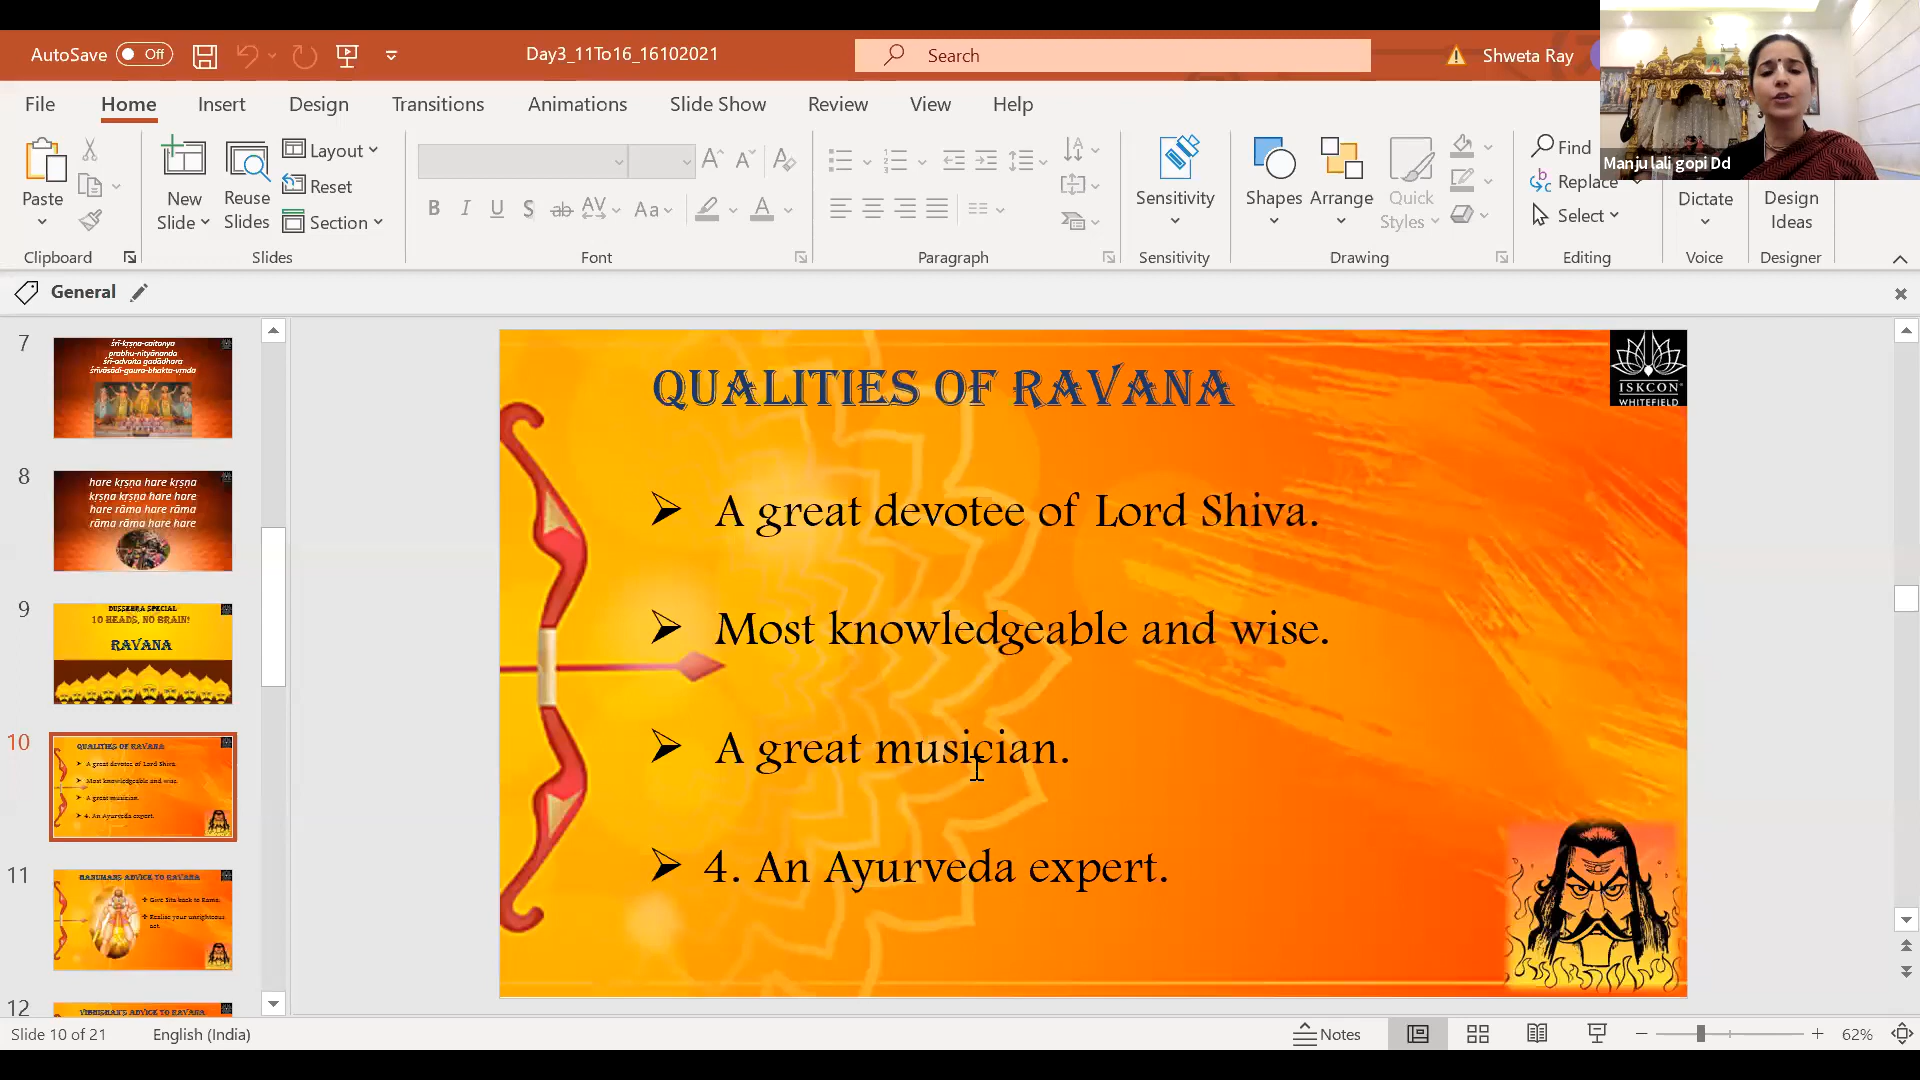 AutoSave
Off
Day3_11To16_16102021
Search
Shweta Ray
Manju lali gopi Dd
File
Home
Insert
Design
Transitions
Animations
Slide Show
Review
View
Help
Paste
New
Slide
Reuse
Slides
Layout
Reset
Section
B
I
U
S
ab
AV
Aa
A
Sensitivity
Shapes
Arrange
Quick
Styles
Find
Replace
Select
Dictate
Design
Ideas
Clipboard
Slides
Font
Paragraph
Sensitivity
Drawing
Editing
Voice
Designer
General
7
śrī-kṛṣṇa-caitanya
prabhu-nityānanda
śrī-advaita gadādhara
śrīvāsādi-gaura-bhakta-vṛnda
8
hare kṛṣṇa hare kṛṣṇa
kṛṣṇa kṛṣṇa hare hare
hare rāma hare rāma
rāma rāma hare hare
9
DUSSEHRA SPECIAL
10 HEADS, NO BRAIN!
RAVANA
10
QUALITIES OF RAVANA
A great devotee of Lord Shiva.
Most knowledgeable and wise.
A great musician.
4. An Ayurveda expert.
11
HANUMANS ADVICE TO RAVANA
Give Sita back to Rama.
Realise your unrighteous
act.
12
VIBHISHANS ADVICE TO RAVANA
QUALITIES OF RAVANA
ISKCON
WHITEFIELD
A great devotee of Lord Shiva.
Most knowledgeable and wise.
A great musician.
4. An Ayurveda expert.
Slide 10 of 21
English (India)
Notes
62%